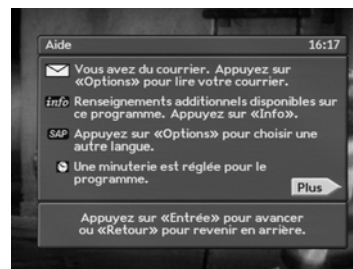 Aide 16:17
Vous avez du courrier. Appuyez sur
«Options» pour lire votre courrier.
info Renseignements additionnels disponibles sur
ce programme. Appuyez sur «Info».
SAP Appuyez sur «Options» pour choisir une
autre langue.
Une minuterie est réglée pour le
programme.
Plus
Appuyez sur «Entrée» pour avancer
ou «Retour» pour revenir en arrière.